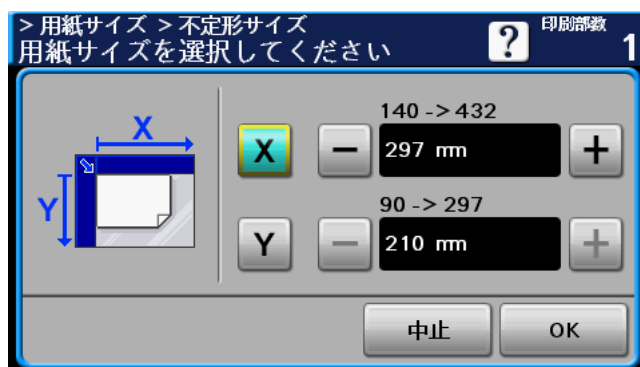 > 用紙サイズ > 不定形サイズ
用紙サイズを選択してください
?
印刷部数
1
X
Y
X
−
140 -> 432
297 mm
+
Y
−
90 -> 297
210 mm
+
中止
OK